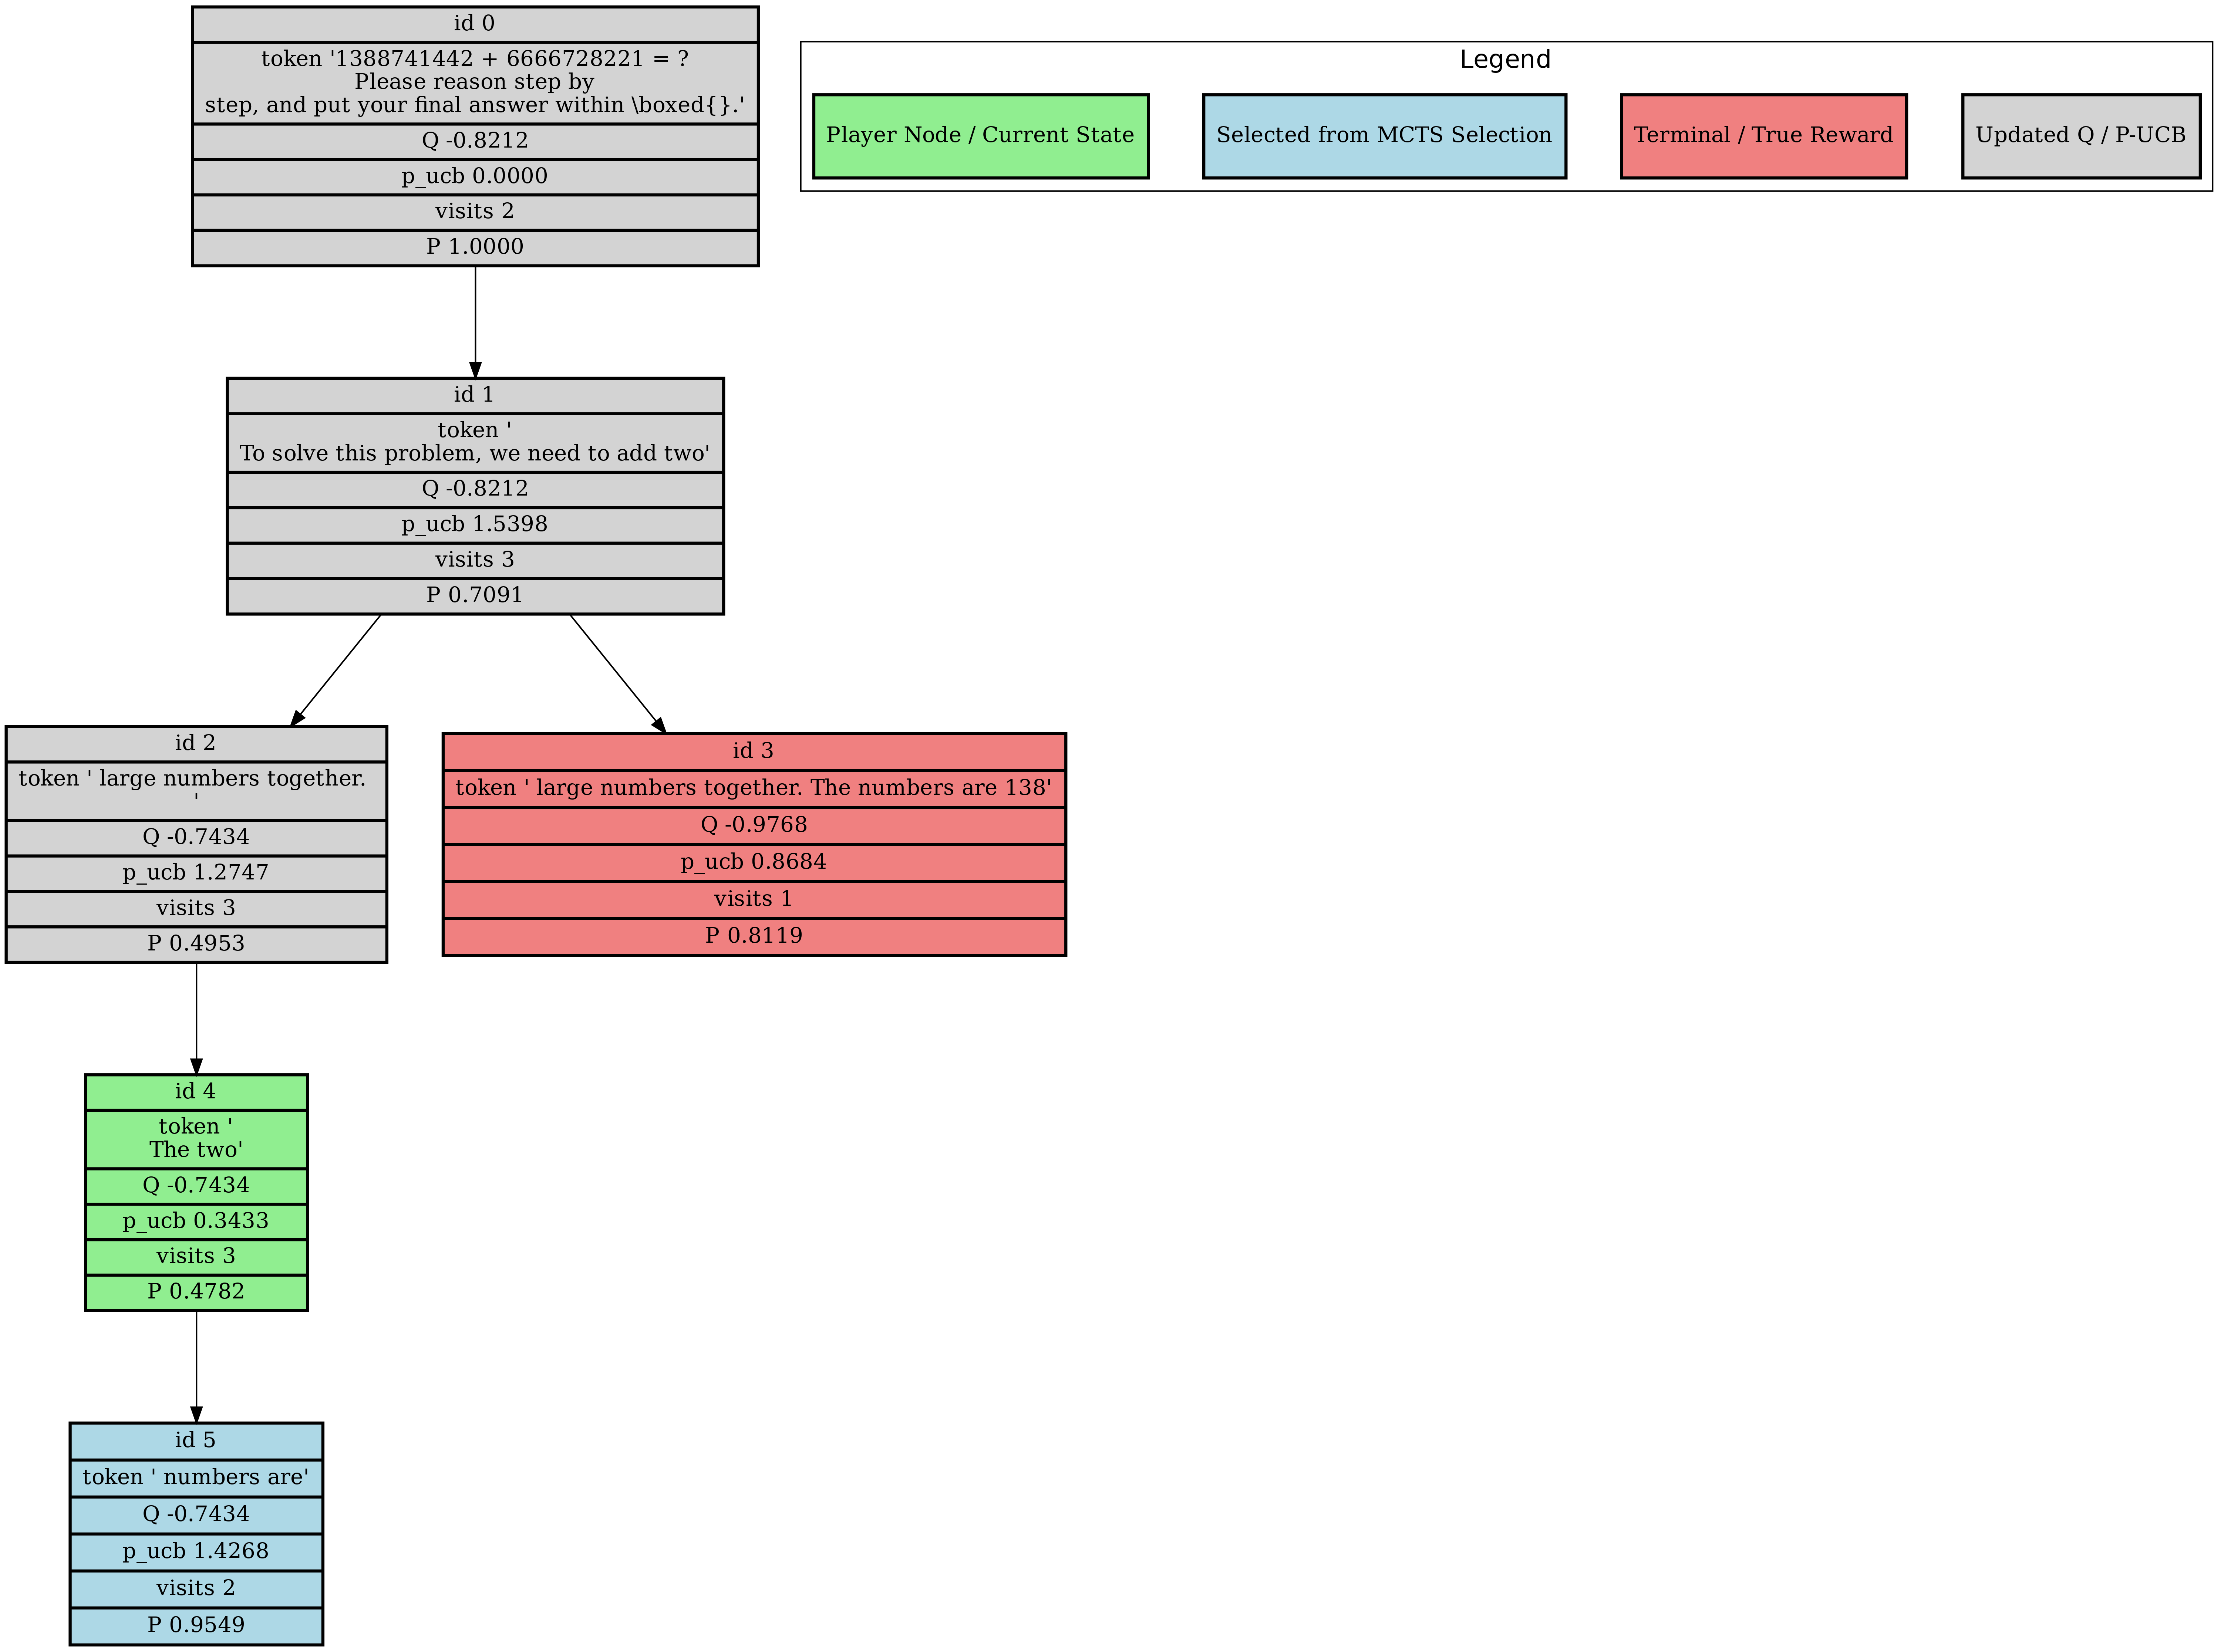 id 0
token '1388741442 + 6666728221 = ?
Please reason step by
step, and put your final answer within \boxed{}.'
Q -0.8212
p_ucb 0.0000
visits 2
P 1.0000
Legend
Player Node / Current State
Selected from MCTS Selection
Terminal / True Reward
Updated Q / P-UCB
id 1
token '
To solve this problem, we need to add two'
Q -0.8212
p_ucb 1.5398
visits 3
P 0.7091
id 2
token ' large numbers together.
'
Q -0.7434
p_ucb 1.2747
visits 3
P 0.4953
id 3
token ' large numbers together. The numbers are 138'
Q -0.9768
p_ucb 0.8684
visits 1
P 0.8119
id 4
token '
The two'
Q -0.7434
p_ucb 0.3433
visits 3
P 0.4782
id 5
token ' numbers are'
Q -0.7434
p_ucb 1.4268
visits 2
P 0.9549